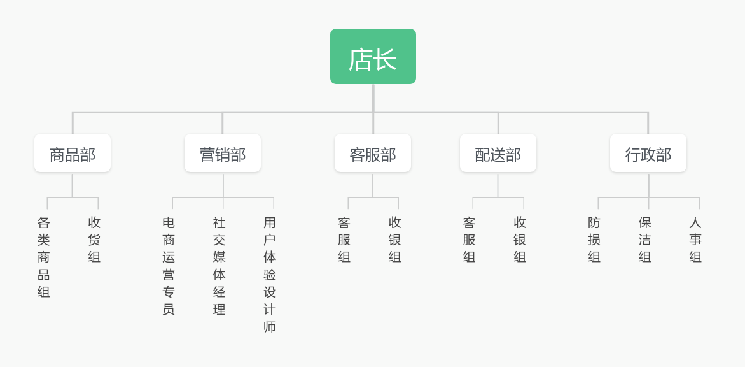 店长
商品部
营销部
客服部
配送部
行政部
各类商品组
收货组
电商运营专员
社交媒体经理
用户体验设计师
客服组
收银组
客服组
收银组
防损组
保洁组
人事组